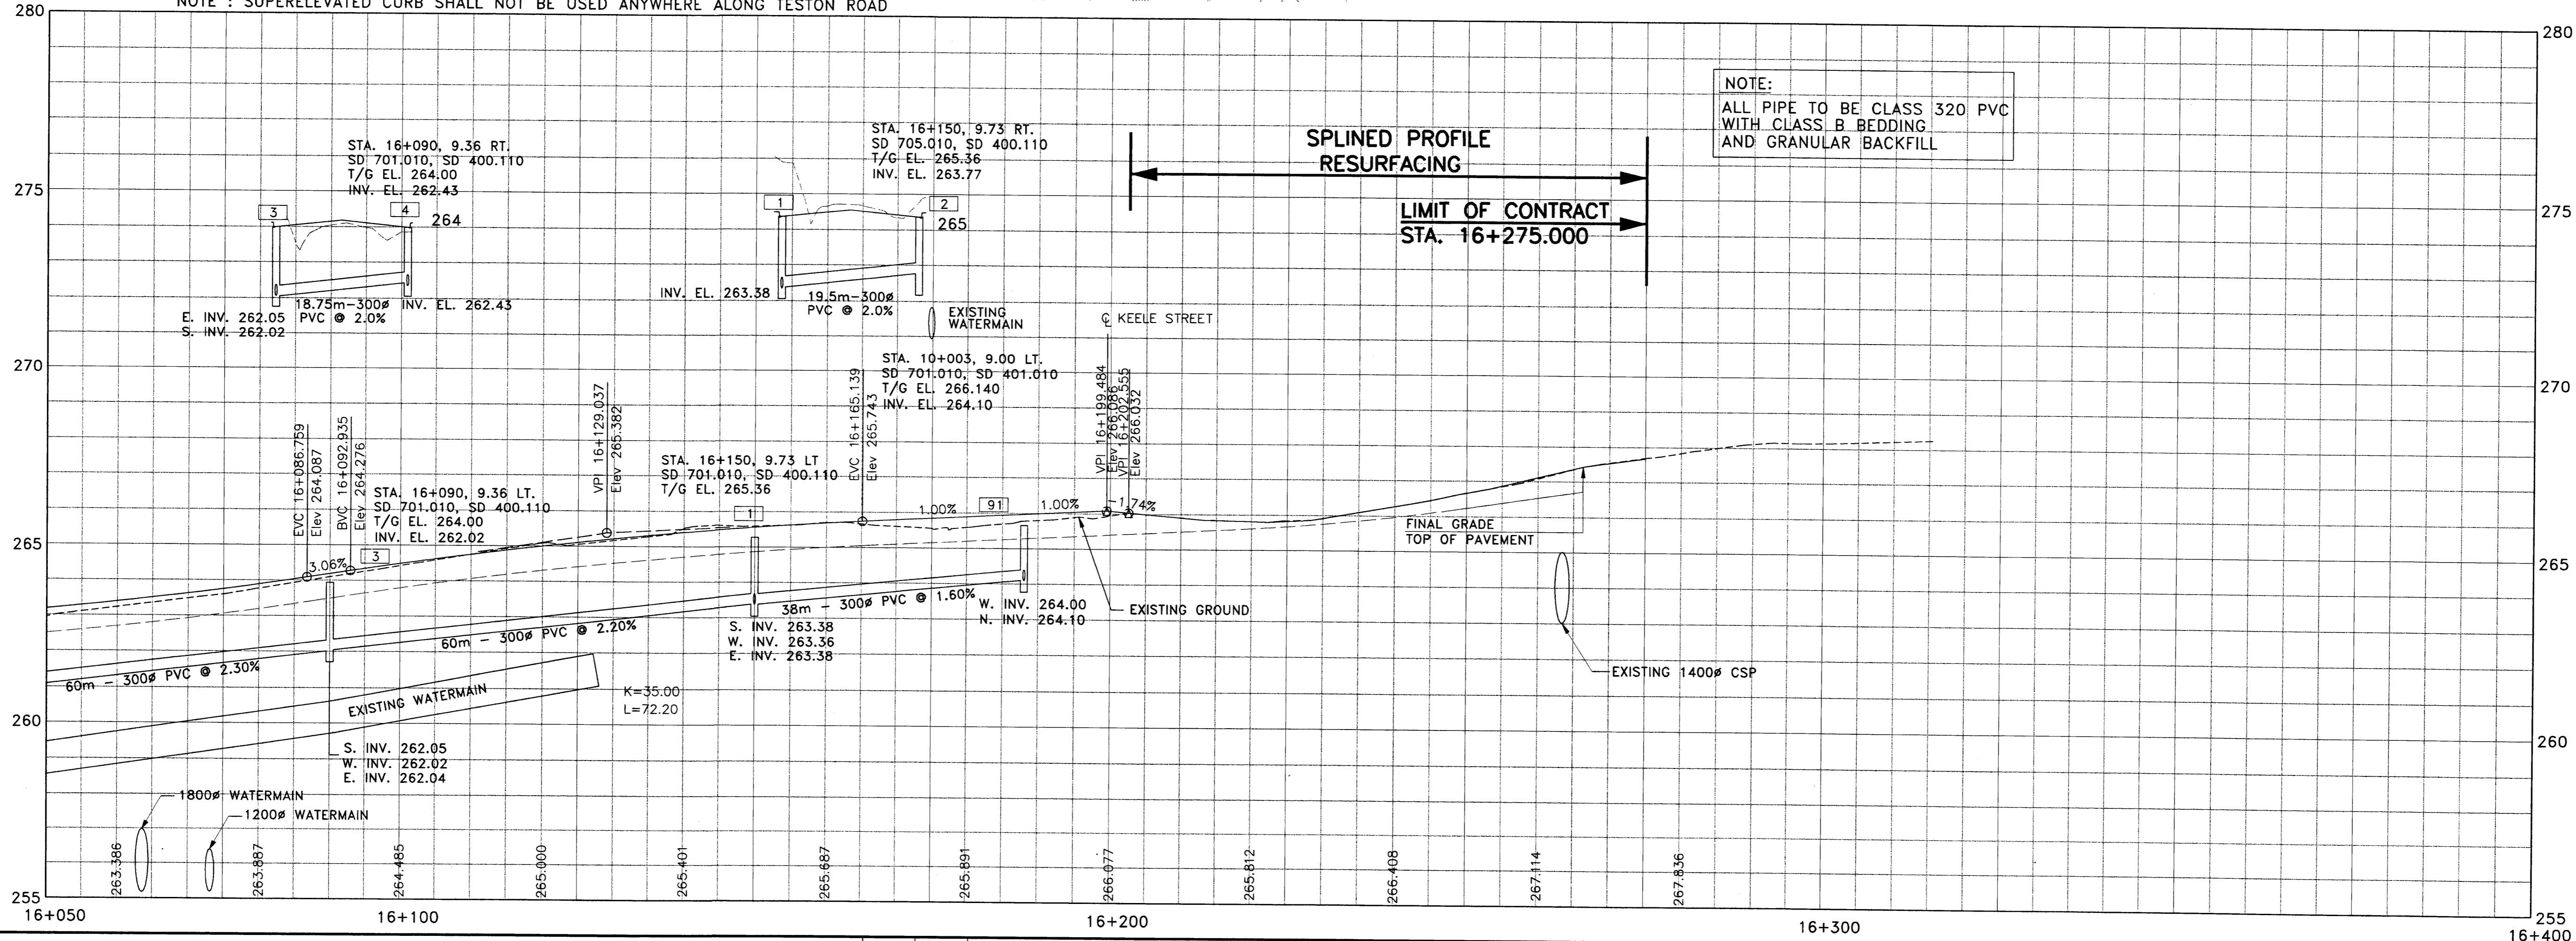 NOTE : SUPERELEVATED CURB SHALL NOT BE USED ANYWHERE ALONG TESTON ROAD
280
280
NOTE:
ALL PIPE TO BE CLASS 320 PVC
WITH CLASS B BEDDING
AND GRANULAR BACKFILL
STA. 16+090, 9.36 RT.
SD 701.010, SD 400.110
T/G EL. 264.00
INV. EL. 262.43
STA. 16+150, 9.73 RT.
SD 705.010, SD 400.110
T/G EL. 265.36
INV. EL. 263.77
SPLINED PROFILE
RESURFACING
LIMIT OF CONTRACT
STA. 16+275.000
275
275
3
4
264
1
2
265
18.75m-300ø
PVC @ 2.0%
INV. EL. 262.43
E. INV. 262.05
S. INV. 262.02
INV. EL. 263.38
19.5m-300ø
PVC @ 2.0%
EXISTING
WATERMAIN
℄ KEELE STREET
270
270
STA. 10+003, 9.00 LT.
SD 701.010, SD 401.010
T/G EL. 266.140
INV. EL. 264.10
EVC 16+086.759
Elev 264.087
BVC 16+092.935
Elev 264.276
VPI 16+129.037
Elev 265.382
EVC 16+165.139
Elev 265.743
VPI 16+199.484
Elev 266.086
VPI 16+202.555
Elev 266.032
STA. 16+090, 9.36 LT.
SD 701.010, SD 400.110
T/G EL. 264.00
INV. EL. 262.02
STA. 16+150, 9.73 LT
SD 701.010, SD 400.110
T/G EL. 265.36
3.06%
3
1
1.00%
91
1.00%
-1.74%
265
265
FINAL GRADE
TOP OF PAVEMENT
EXISTING GROUND
EXISTING 1400ø CSP
60m - 300ø PVC @ 2.30%
60m - 300ø PVC @ 2.20%
38m - 300ø PVC @ 1.60%
W. INV. 264.00
N. INV. 264.10
S. INV. 263.38
W. INV. 263.36
E. INV. 263.38
EXISTING WATERMAIN
K=35.00
L=72.20
260
260
S. INV. 262.05
W. INV. 262.02
E. INV. 262.04
1800ø WATERMAIN
1200ø WATERMAIN
263.386
263.887
264.485
265.000
265.401
265.687
265.891
266.077
265.812
266.408
267.114
267.836
255
255
16+050
16+100
16+200
16+300
16+400